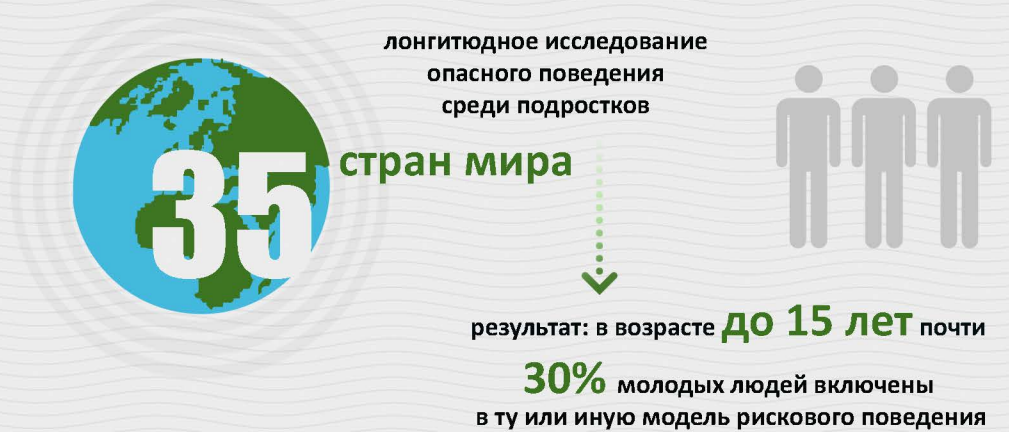 лонгитюдное исследование
опасного поведения
среди подростков
35 стран мира
результат: в возрасте до 15 лет почти
30% молодых людей включены
в ту или иную модель рискового поведения